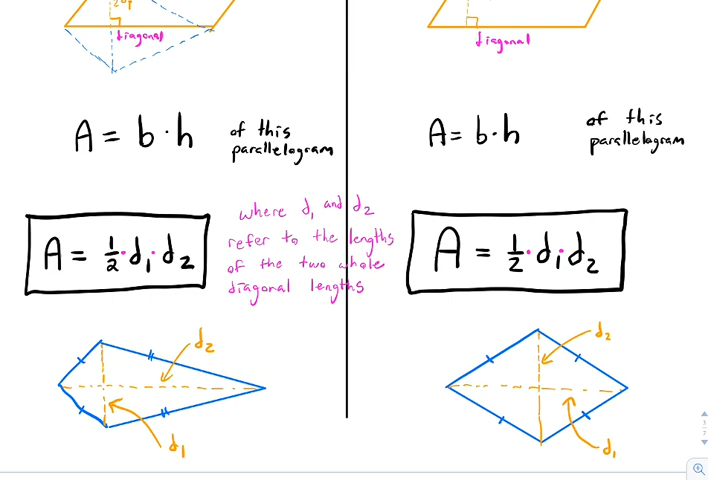 diagonal
A = b · h
of this
parallelogram
A = ½ · d₁ · d₂
where d₁ and d₂
refer to the lengths
of the two whole
diagonal lengths
d₂
d₁
diagonal
A = b · h
of this
parallelogram
A = ½ · d₁ · d₂
d₂
d₁